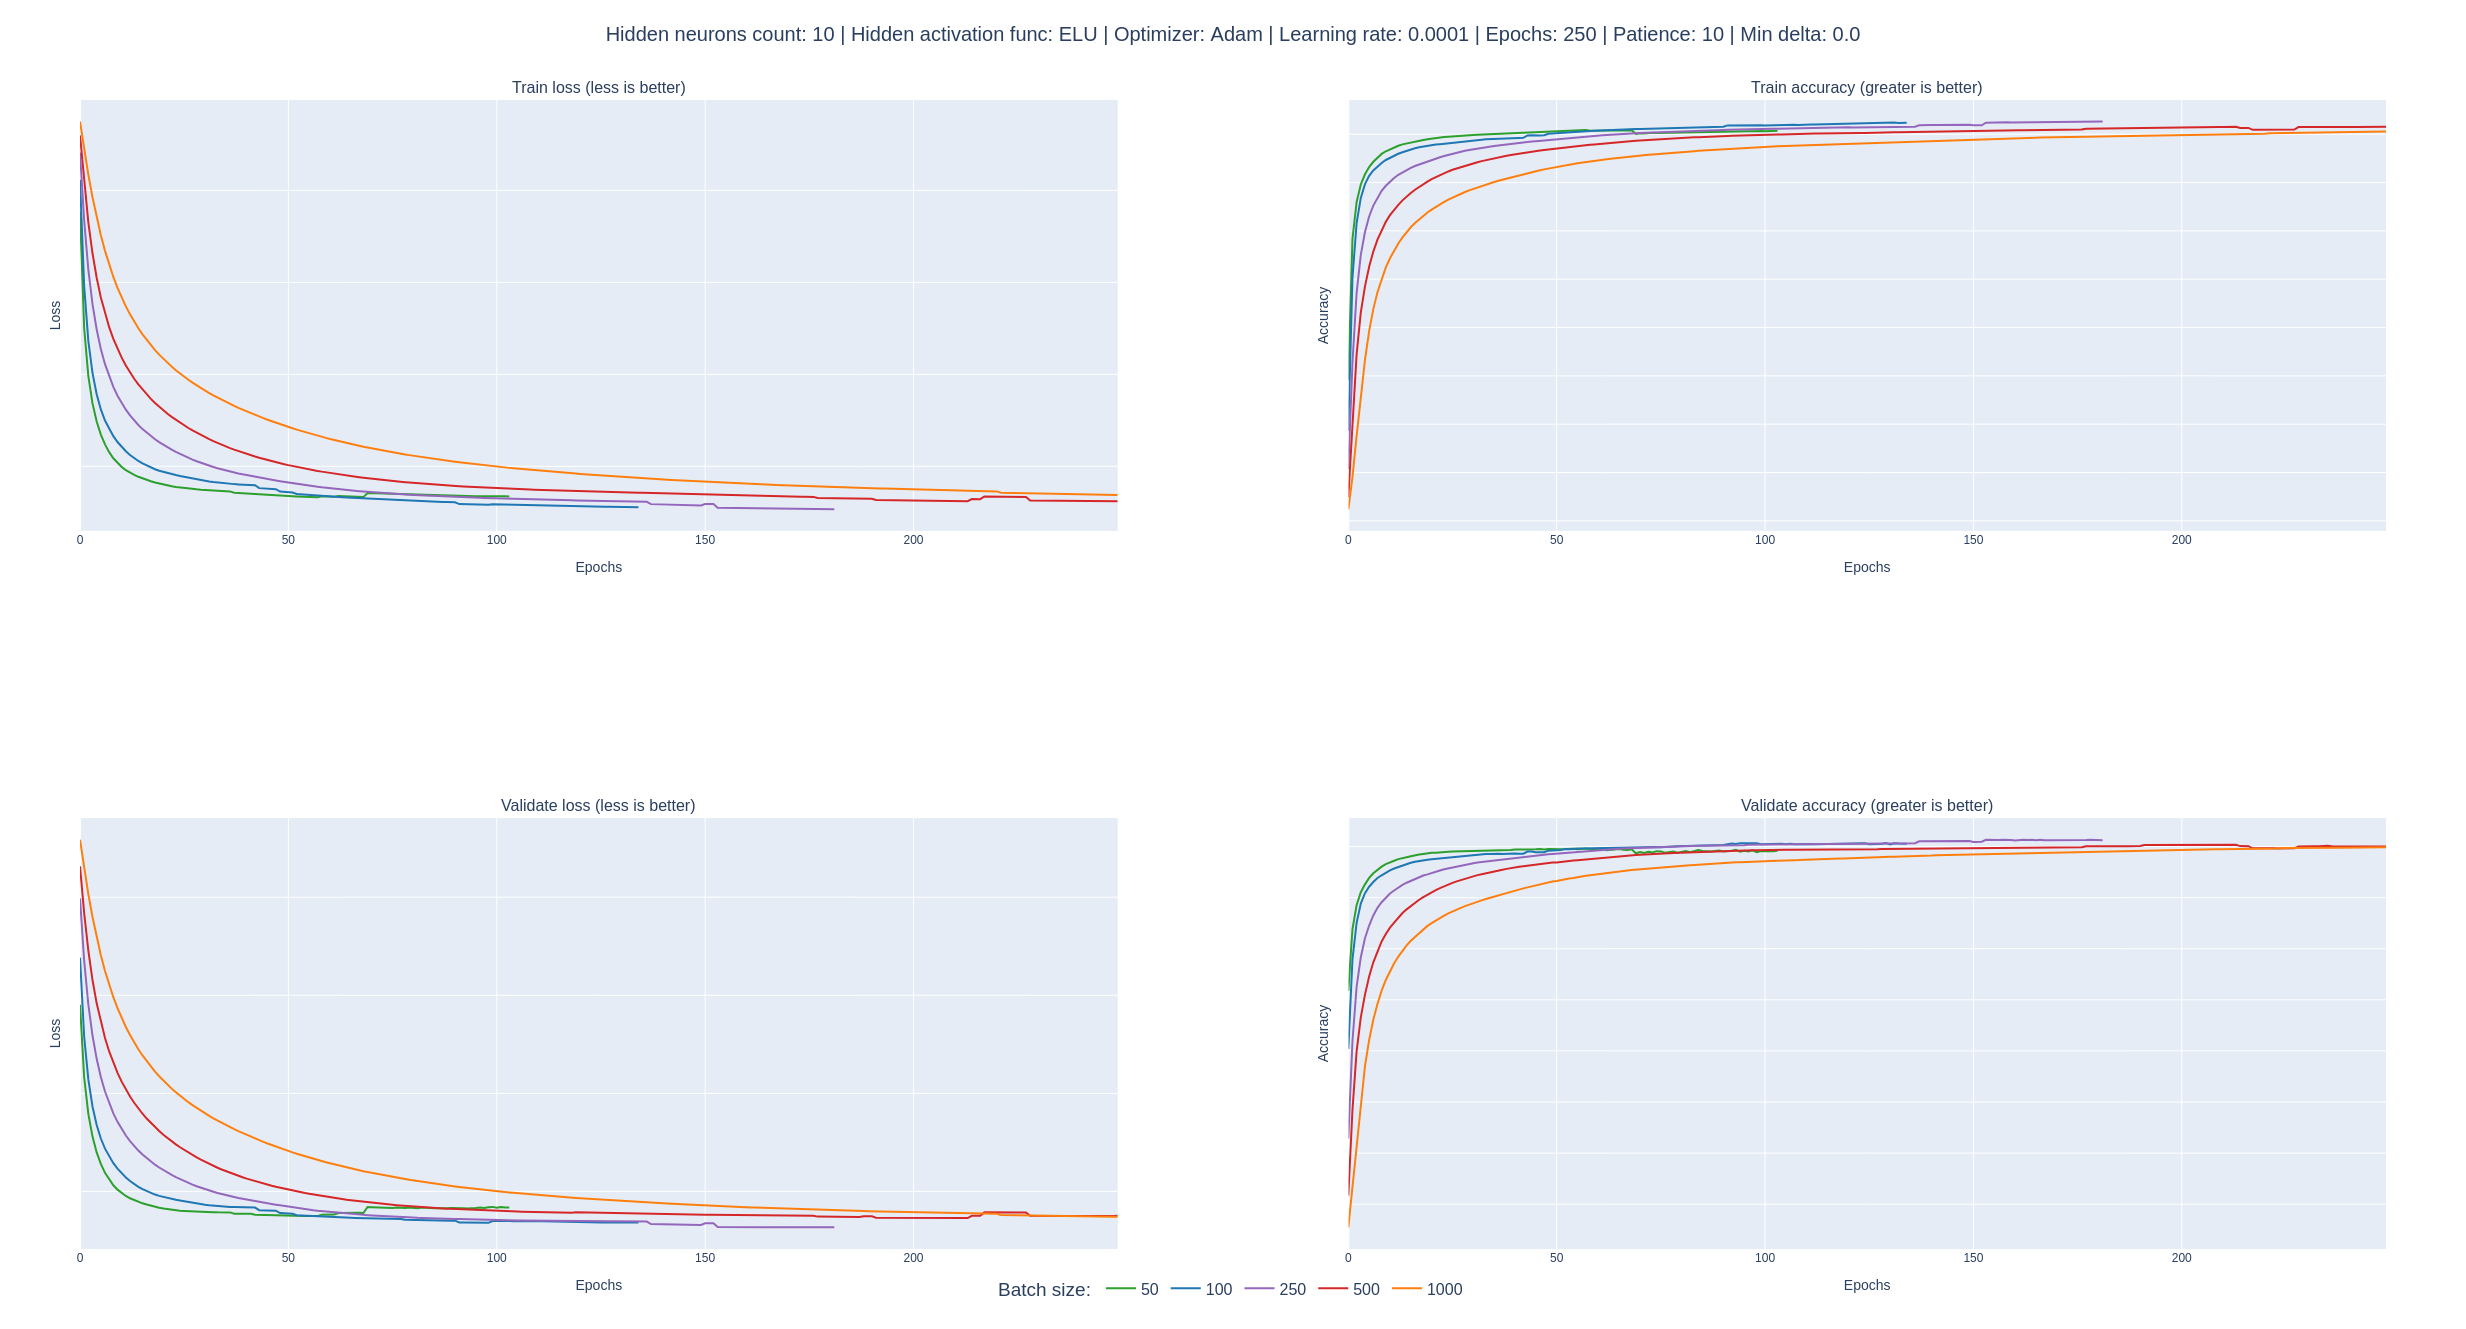 Hidden neurons count: 10 | Hidden activation func: ELU | Optimizer: Adam | Learning rate: 0.0001 | Epochs: 250 | Patience: 10 | Min delta: 0.0
Train loss (less is better)
Loss
0 50 100 150 200
Epochs
Train accuracy (greater is better)
Accuracy
0 50 100 150 200
Epochs
Validate loss (less is better)
Loss
0 50 100 150 200
Epochs
Validate accuracy (greater is better)
Accuracy
0 50 100 150 200
Epochs
Batch size: 50 100 250 500 1000